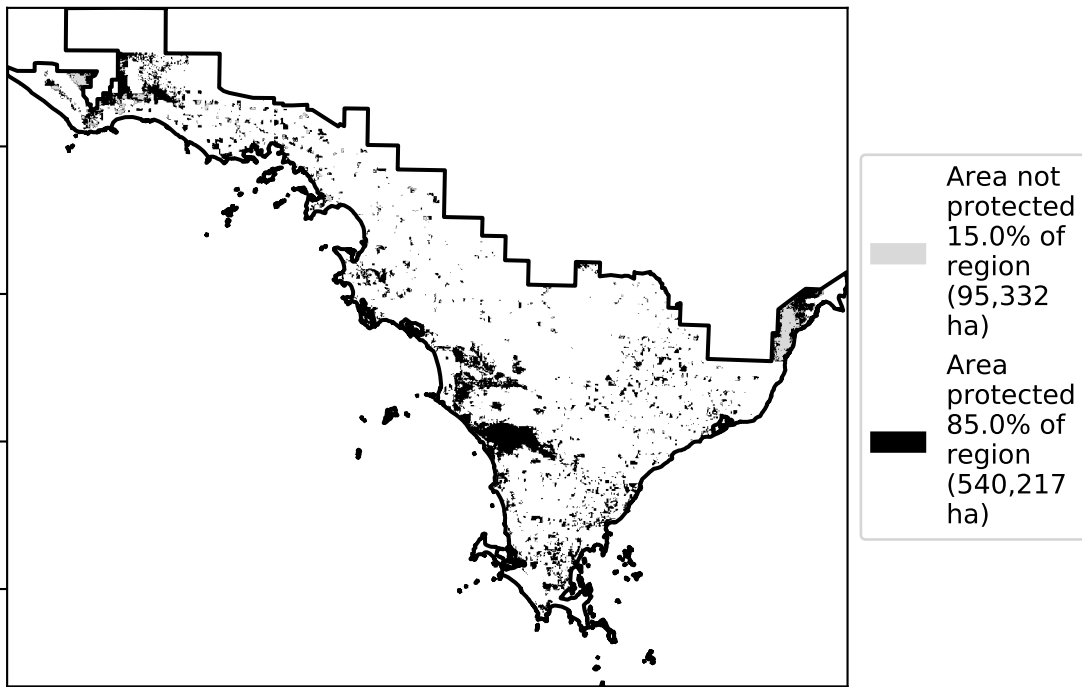 Area not
protected
15.0% of
region
(95,332
ha)
Area
protected
85.0% of
region
(540,217
ha)